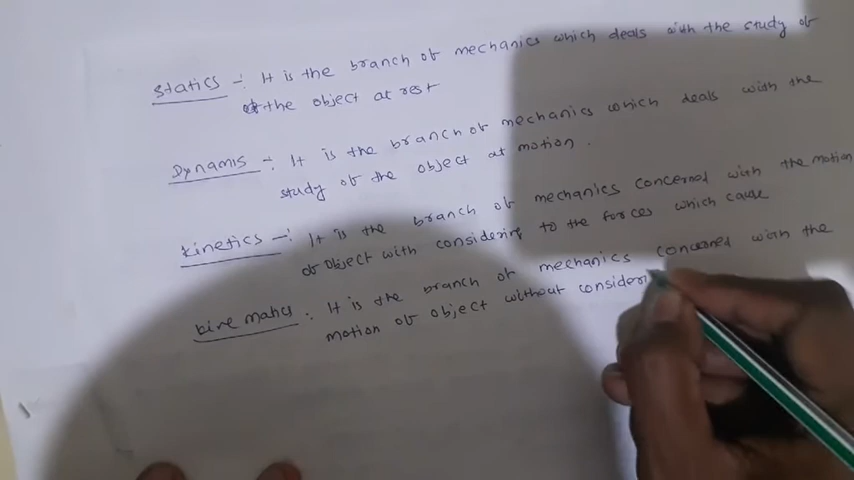 Statics :- It is the branch of mechanics which deals with the study of
the object at rest
Dynamis :- It is the branch of mechanics which deals with the
study of the object at motion.
Kinetics :- It is the branch of mechanics concerned with the motion
of object with considering to the forces which cause
Kinematics : It is the branch of mechanics concerned with the
motion of object without consideri